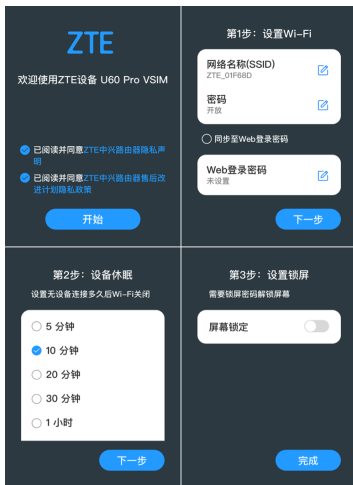 ZTE
欢迎使用ZTE设备 U60 Pro VSIM
已阅读并同意ZTE中兴路由器隐私声
明
已阅读并同意ZTE中兴路由器售后改
进计划隐私政策
开始
第1步：设置Wi-Fi
网络名称(SSID)
ZTE_01F68D
密码
开放
同步至Web登录密码
Web登录密码
未设置
下一步
第2步：设备休眠
设置无设备连接多久后Wi-Fi关闭
5 分钟
10 分钟
20 分钟
30 分钟
1 小时
下一步
第3步：设置锁屏
需要锁屏密码解锁屏幕
屏幕锁定
完成